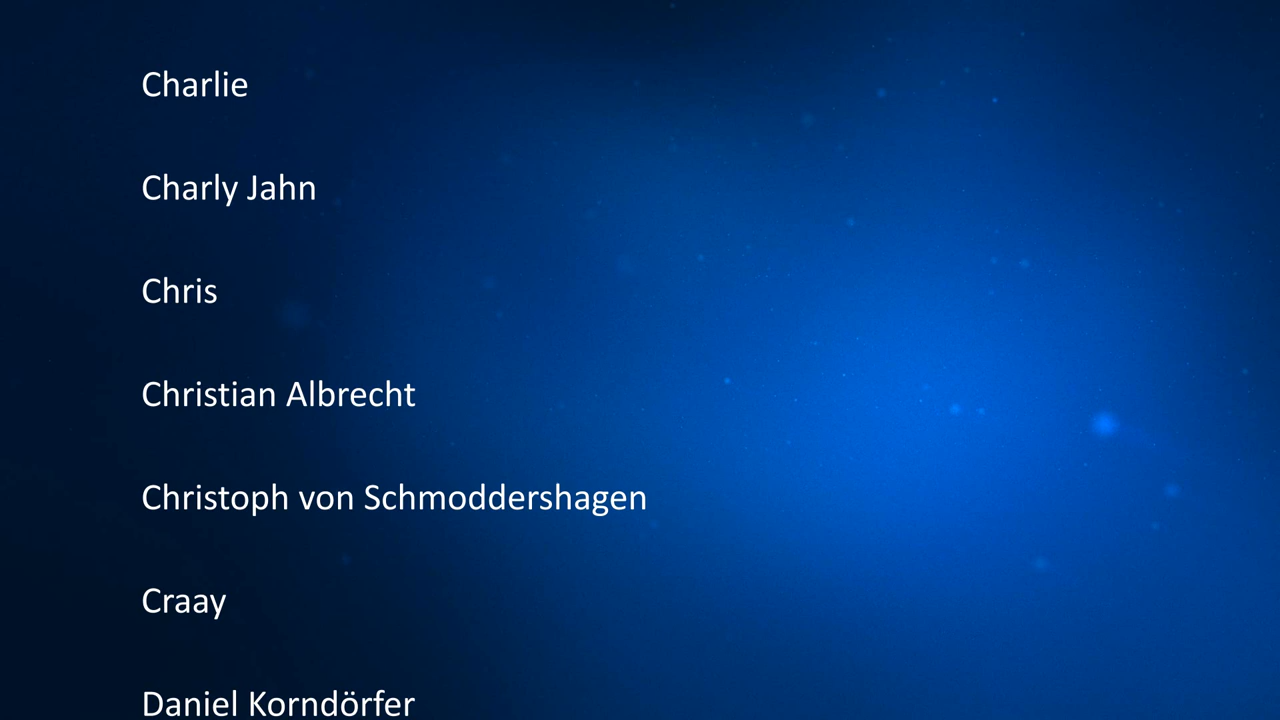 Charlie
Charly Jahn
Chris
Christian Albrecht
Christoph von Schmoddershagen
Craay
Daniel Korndörfer